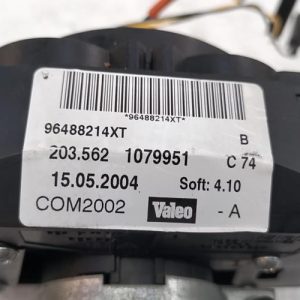 *96488214XT*
96488214XT B
203.562 1079951 C 74
15.05.2004 Soft: 4.10
COM2002 Valeo - A